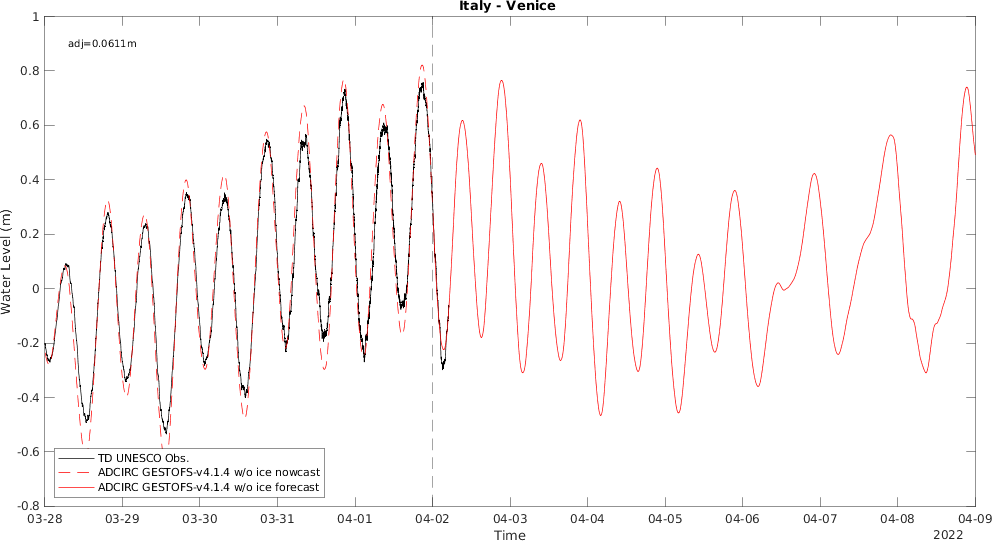 Italy - Venice
1
adj=0.0611m
0.8
0.6
0.4
0.2
0
-0.2
-0.4
-0.6
-0.8
Water Level (m)
TD UNESCO Obs.
ADCIRC GESTOFS-v4.1.4 w/o ice nowcast
ADCIRC GESTOFS-v4.1.4 w/o ice forecast
03-28 03-29 03-30 03-31 04-01 04-02 04-03 04-04 04-05 04-06 04-07 04-08 04-09
Time
2022